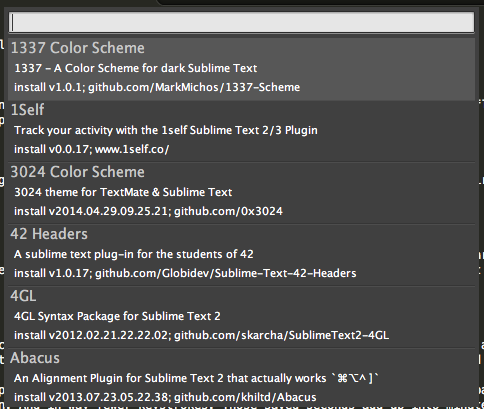 1337 Color Scheme
1337 - A Color Scheme for dark Sublime Text
install v1.0.1; github.com/MarkMichos/1337-Scheme
1Self
Track your activity with the 1self Sublime Text 2/3 Plugin
install v0.0.17; www.1self.co/
3024 Color Scheme
3024 theme for TextMate & Sublime Text
install v2014.04.29.09.25.21; github.com/0x3024
42 Headers
A sublime text plug-in for the students of 42
install v1.0.17; github.com/Globidev/Sublime-Text-42-Headers
4GL
4GL Syntax Package for Sublime Text 2
install v2012.02.21.22.22.02; github.com/skarcha/SublimeText2-4GL
Abacus
An Alignment Plugin for Sublime Text 2 that actually works `⌘⌥^]`
install v2013.07.23.05.22.38; github.com/khiltd/Abacus